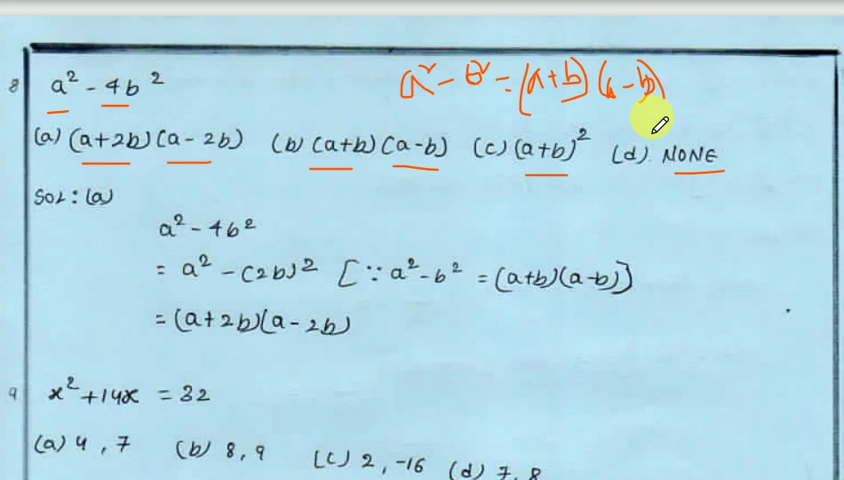 8 a² - 4b²
a² - b² = (a+b)(a-b)
(a) (a+2b)(a-2b) (b) (a+b)(a-b) (c) (a+b)² (d). NONE
SOL: (a)
a² - 4b²
= a² - (2b)² [∵ a² - b² = (a+b)(a-b)]
= (a+2b)(a-2b)
9 x² + 14x = 32
(a) 4, 7 (b) 8, 9 (c) 2, -16 (d) 7, 8